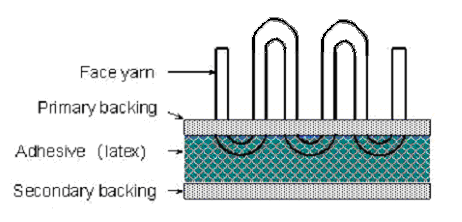 Face yarn
Primary backing
Adhesive (latex)
Secondary backing